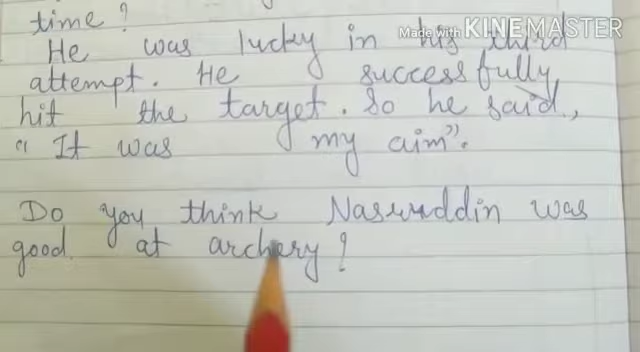 time?
Made with KINEMASTER
He was lucky in his third
attempt. He successfully
hit the target. So he said,
"It was my aim".
Do you think Nasruddin was
good at archery?